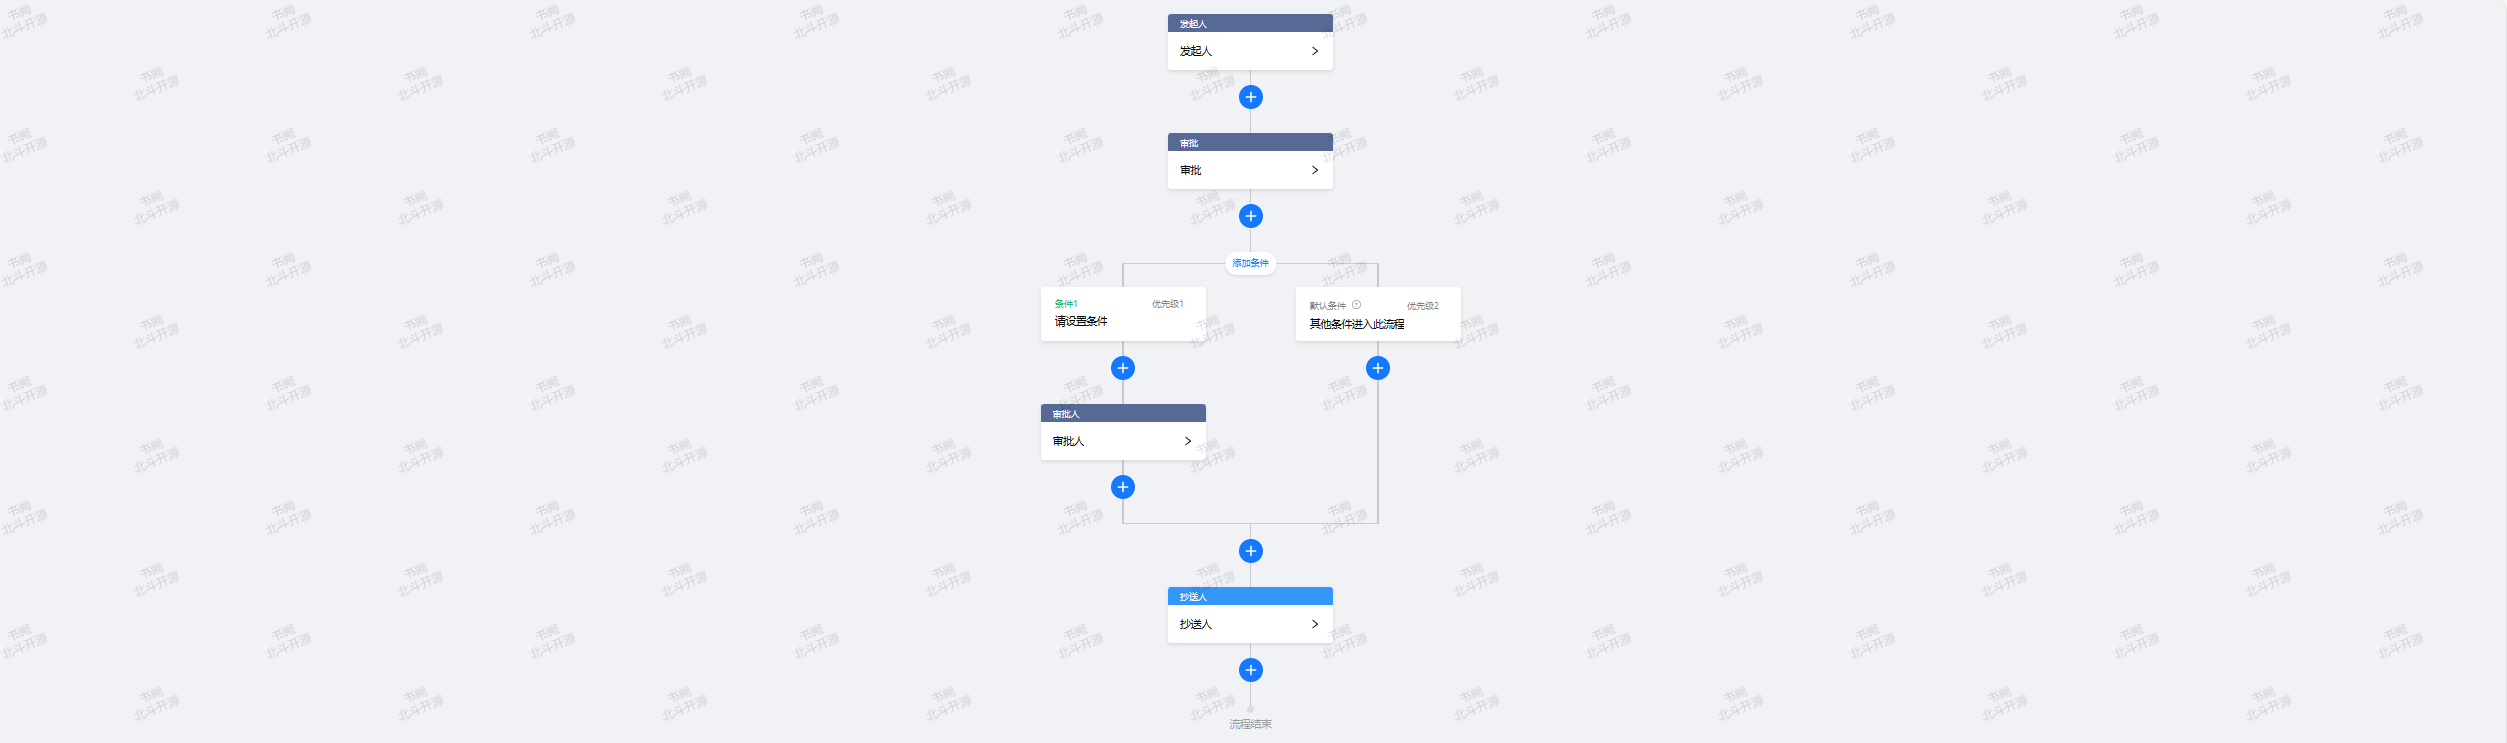 发起人
发起人
审批
审批
添加条件
条件1 优先级1
请设置条件
默认条件 优先级2
其他条件进入此流程
审批人
审批人
抄送人
抄送人
流程结束
北斗开源